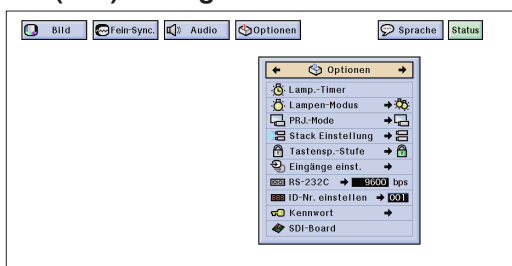 Bild Fein-Sync. Audio Optionen Sprache Status
Optionen
Lamp.-Timer
Lampen-Modus
PRJ.-Mode
Stack Einstellung
Tastensp.-Stufe
Eingänge einst.
RS-232C 9600 bps
ID-Nr. einstellen 001
Kennwort
SDI-Board